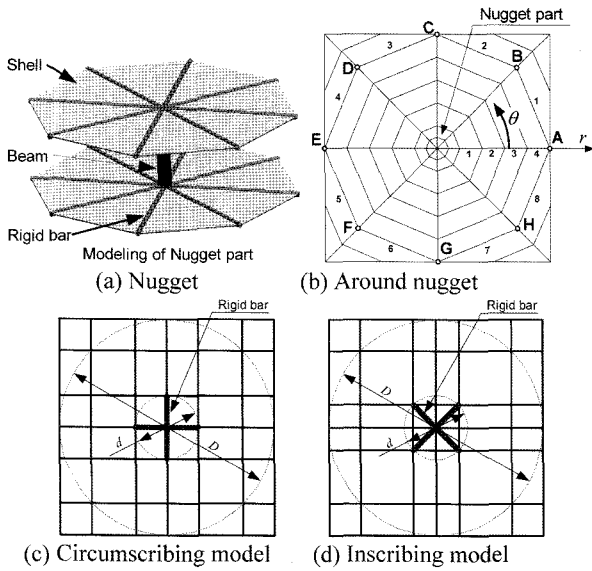 Shell
Beam
Rigid bar
Modeling of Nugget part
(a) Nugget
Nugget part
C
3
2
D
B
4
1
θ
E
A
r
1 2 3 4
5
8
F
H
6
7
G
(b) Around nugget
Rigid bar
d
D
(c) Circumscribing model
Rigid bar
D
d
(d) Inscribing model